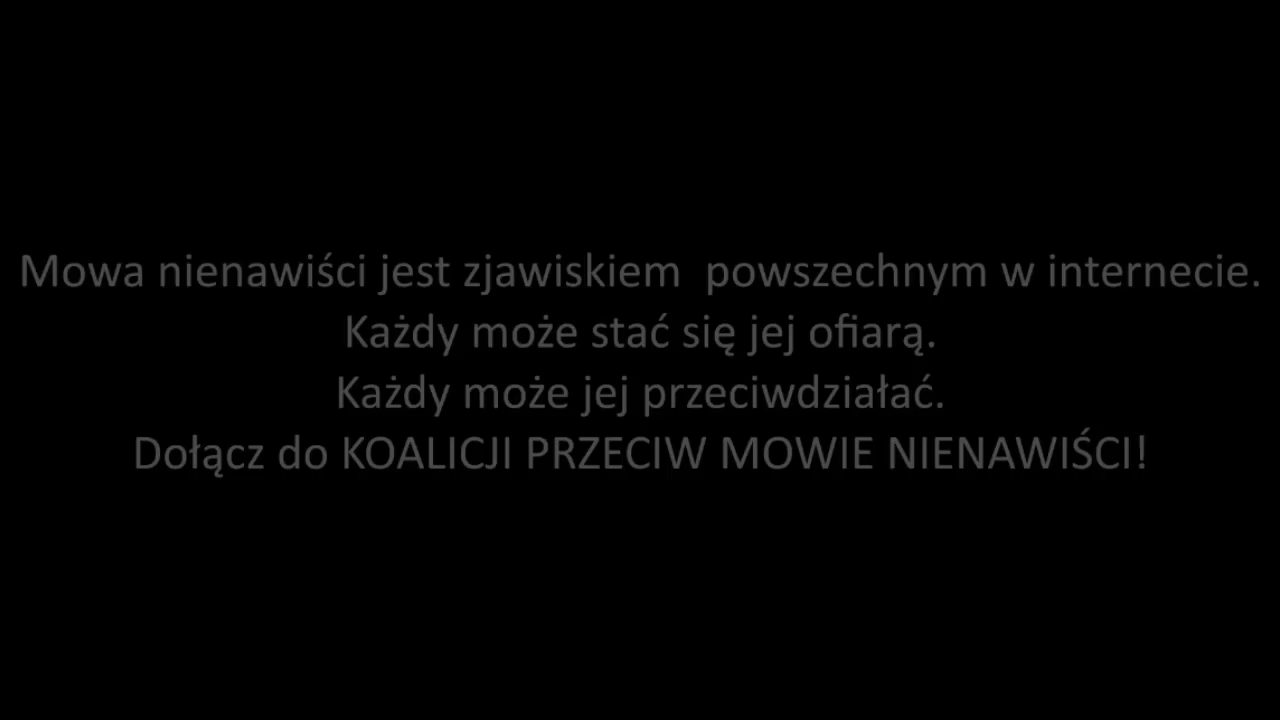 Mowa nienawiści jest zjawiskiem  powszechnym w internecie.
Każdy może stać się jej ofiarą.
Każdy może jej przeciwdziałać.
Dołącz do KOALICJI PRZECIW MOWIE NIENAWIŚCI!